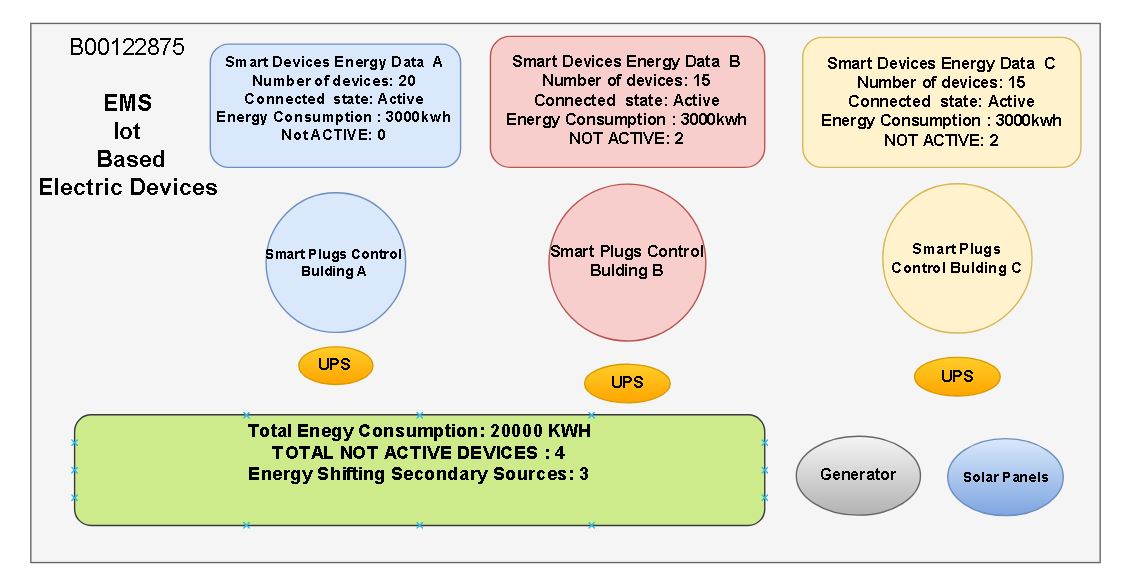 B00122875
EMS
Iot
Based
Electric Devices
Smart Devices Energy Data A
Number of devices: 20
Connected state: Active
Energy Consumption : 3000kwh
Not ACTIVE: 0
Smart Devices Energy Data B
Number of devices: 15
Connected state: Active
Energy Consumption : 3000kwh
NOT ACTIVE: 2
Smart Devices Energy Data C
Number of devices: 15
Connected state: Active
Energy Consumption : 3000kwh
NOT ACTIVE: 2
Smart Plugs Control
Bulding A
Smart Plugs Control
Bulding B
Smart Plugs
Control Bulding C
UPS
UPS
UPS
Total Enegy Consumption: 20000 KWH
TOTAL NOT ACTIVE DEVICES : 4
Energy Shifting Secondary Sources: 3
Generator
Solar Panels